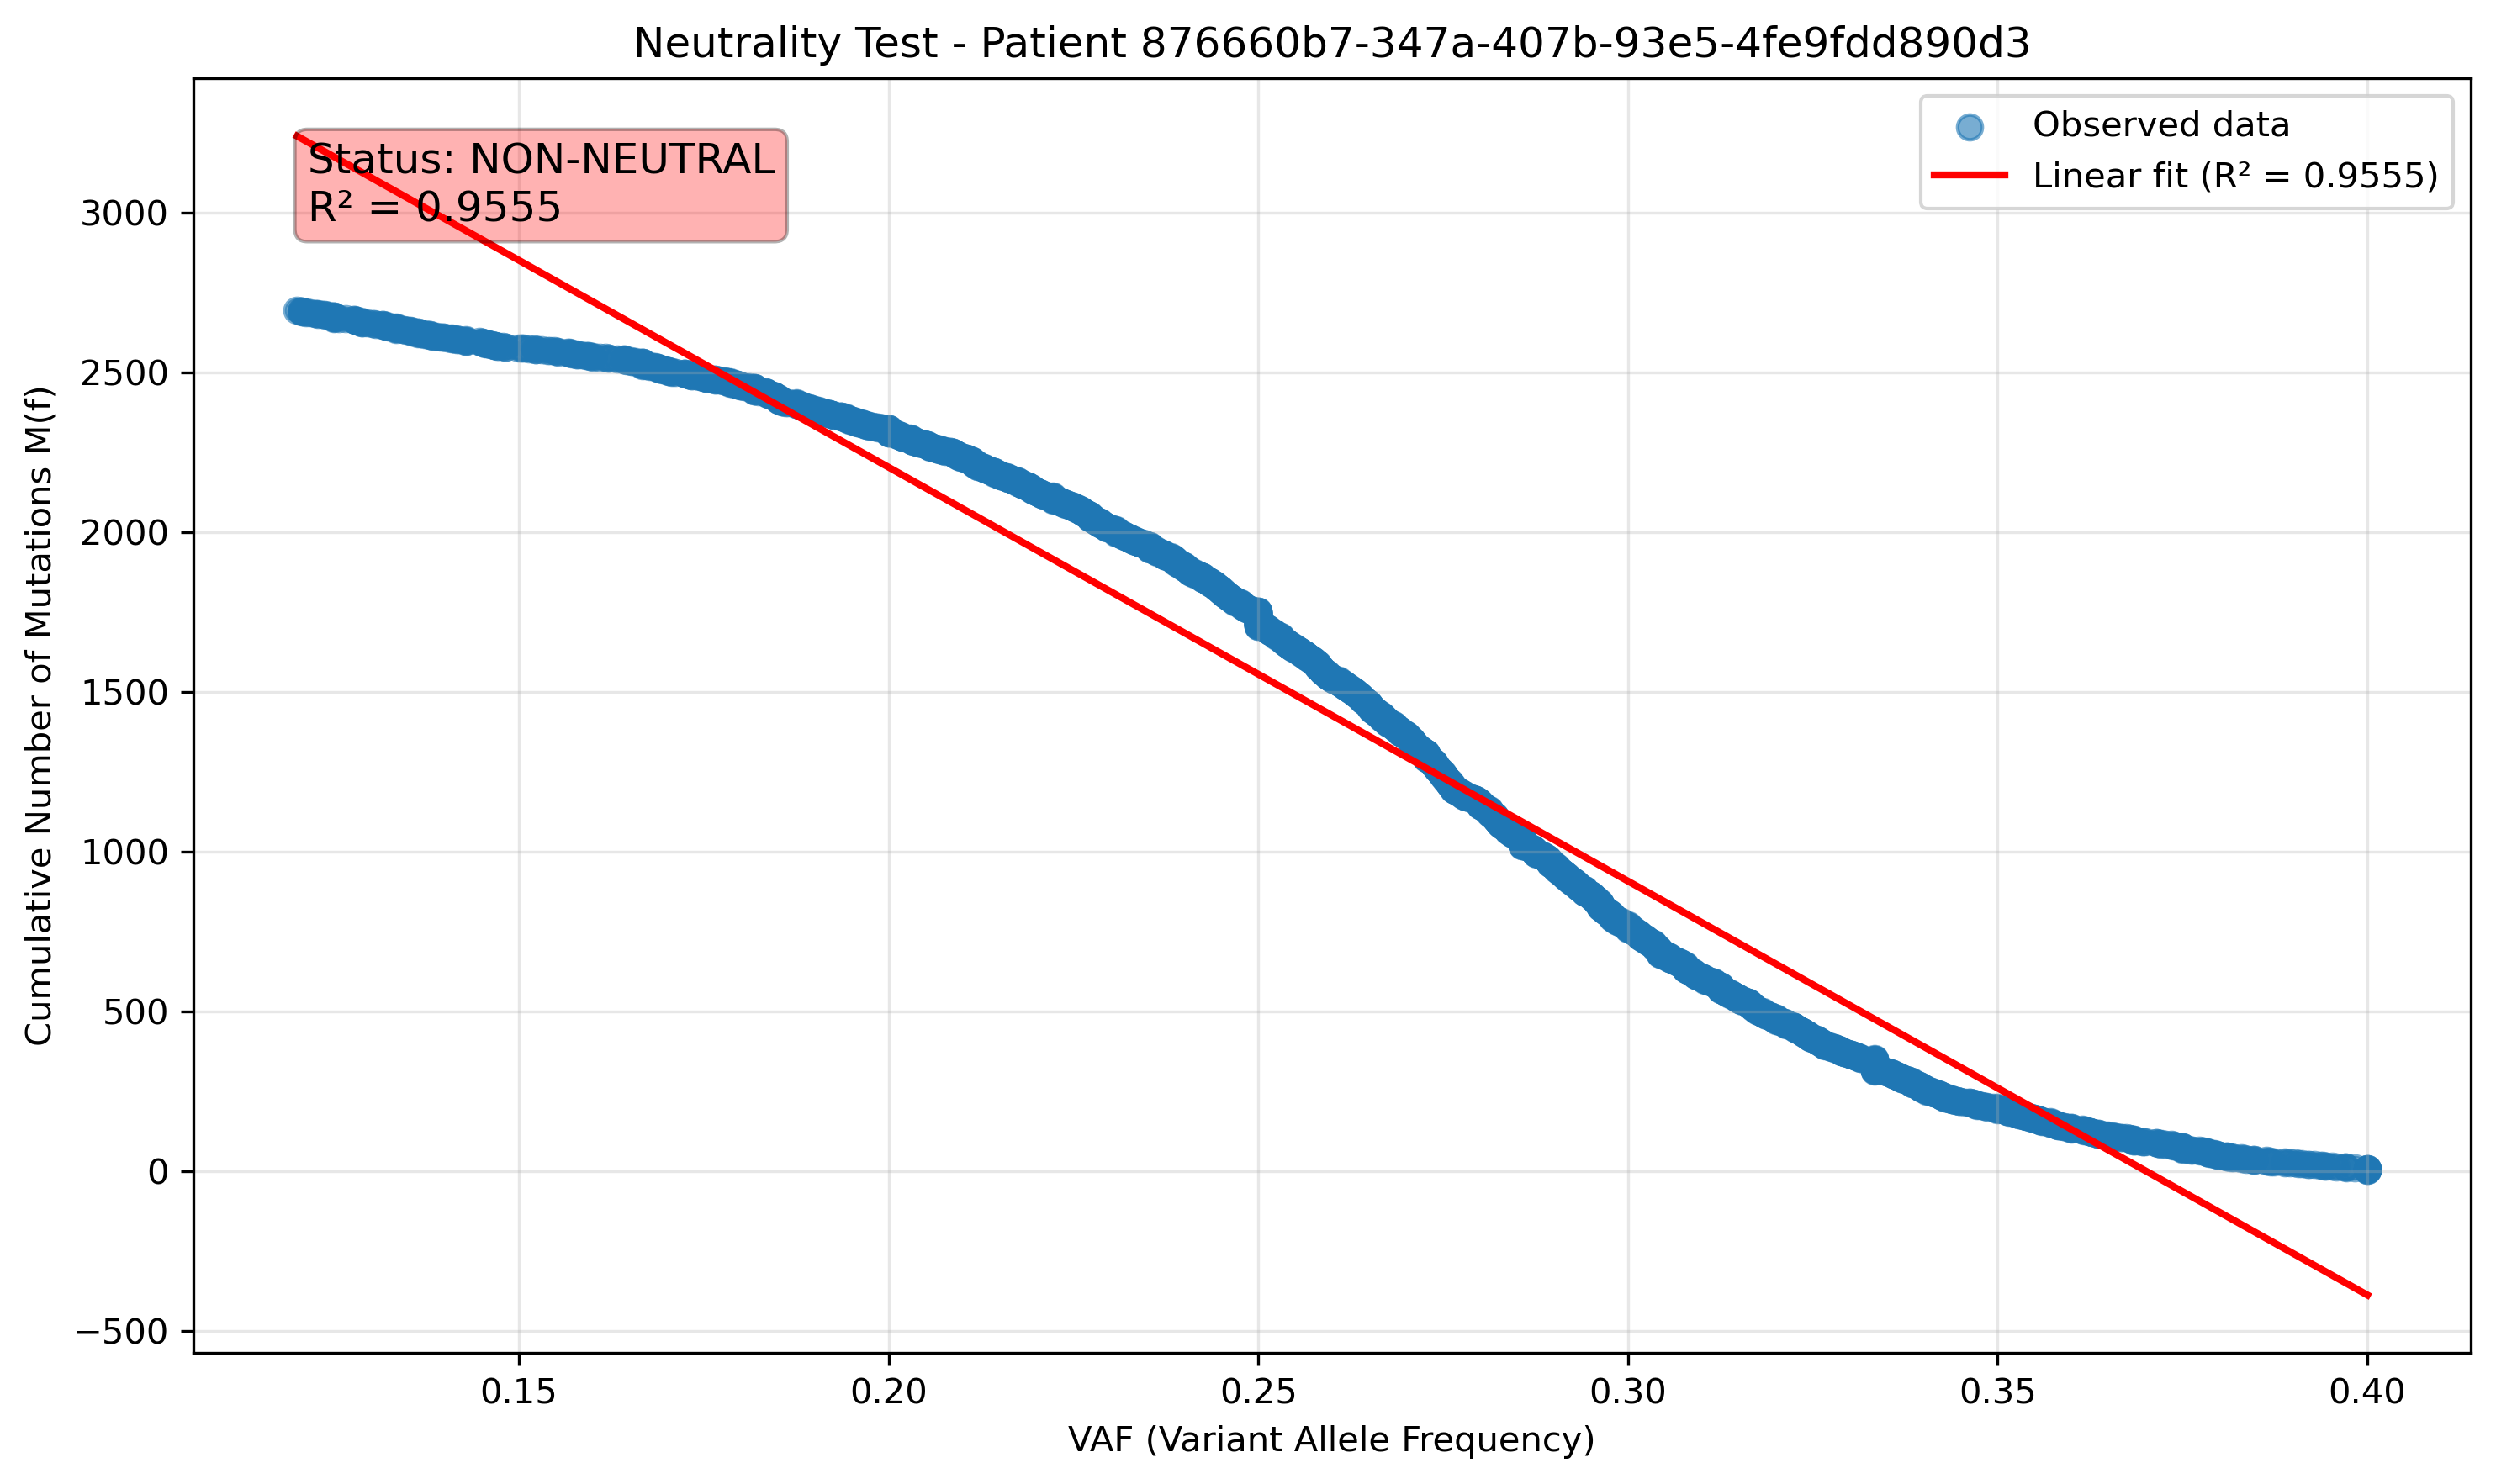 Neutrality Test - Patient 876660b7-347a-407b-93e5-4fe9fdd890d3
Status: NON-NEUTRAL
R² = 0.9555
Observed data
Linear fit (R² = 0.9555)
Cumulative Number of Mutations M(f)
3000
2500
2000
1500
1000
500
0
−500
0.15
0.20
0.25
0.30
0.35
0.40
VAF (Variant Allele Frequency)